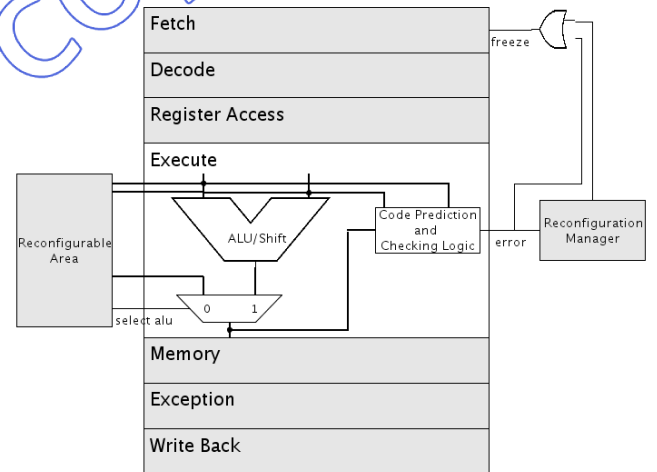 Fetch
freeze
Decode
Register Access
Execute
Reconfigurable
Area
ALU/Shift
Code Prediction
and
Checking Logic
error
Reconfiguration
Manager
0 1
select alu
Memory
Exception
Write Back